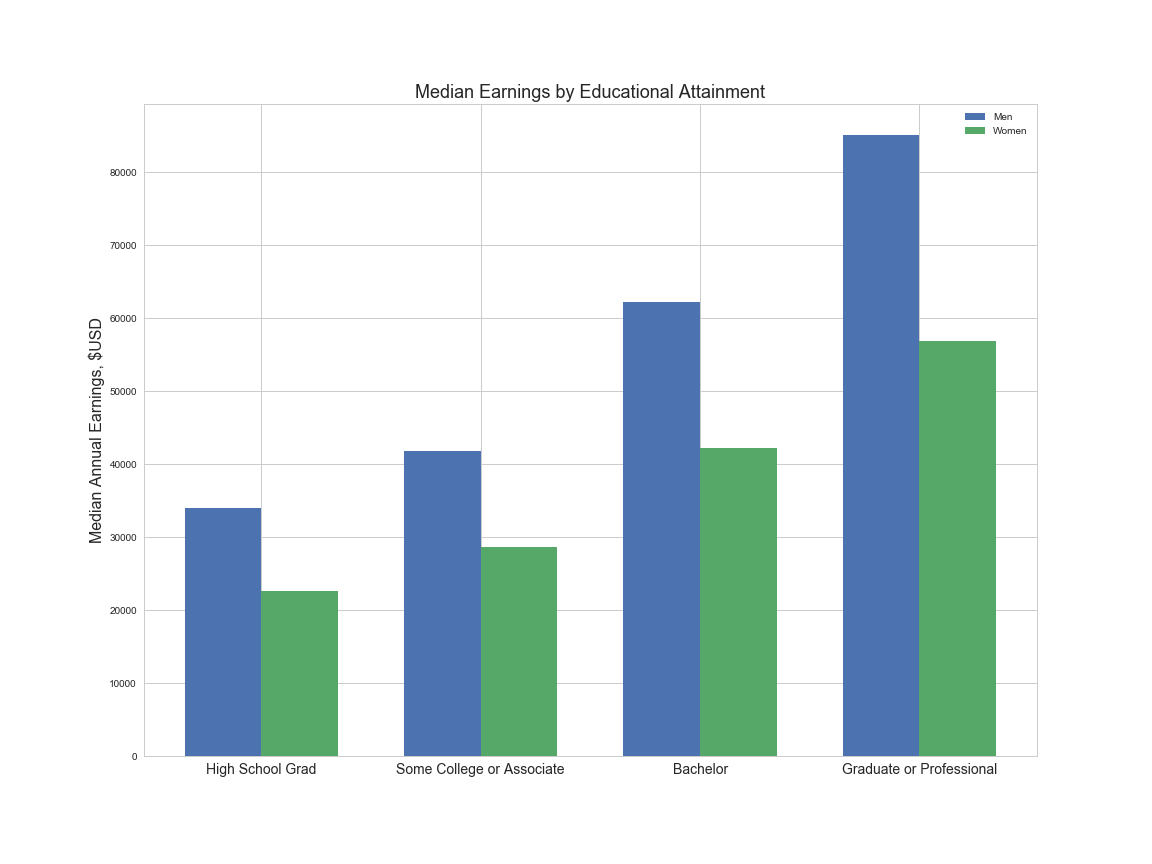 Median Earnings by Educational Attainment
Men
Women
Median Annual Earnings, $USD
80000
70000
60000
50000
40000
30000
20000
10000
0
High School Grad
Some College or Associate
Bachelor
Graduate or Professional